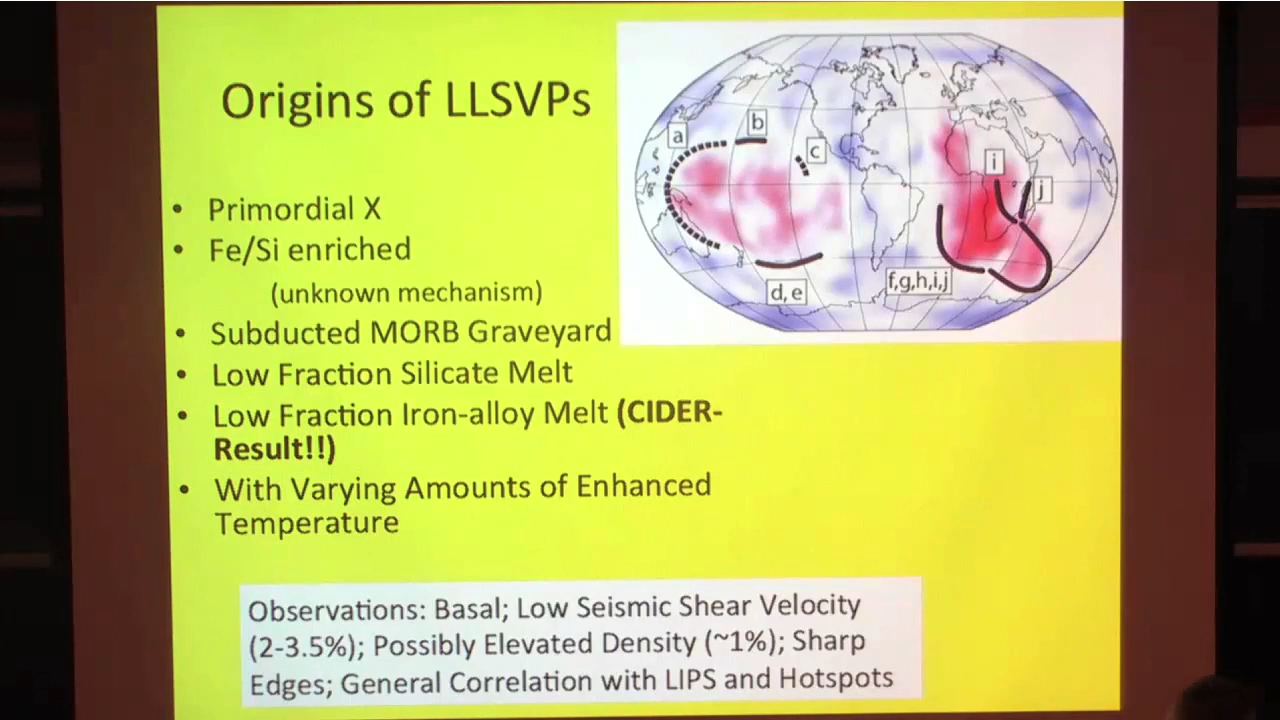 Origins of LLSVPs
• Primordial X
• Fe/Si enriched
(unknown mechanism)
• Subducted MORB Graveyard
• Low Fraction Silicate Melt
• Low Fraction Iron-alloy Melt (CIDER-
Result!!)
• With Varying Amounts of Enhanced
Temperature
a
b
c
i
j
d, e
f,g,h,i,j
Observations: Basal; Low Seismic Shear Velocity
(2-3.5%); Possibly Elevated Density (~1%); Sharp
Edges; General Correlation with LIPS and Hotspots